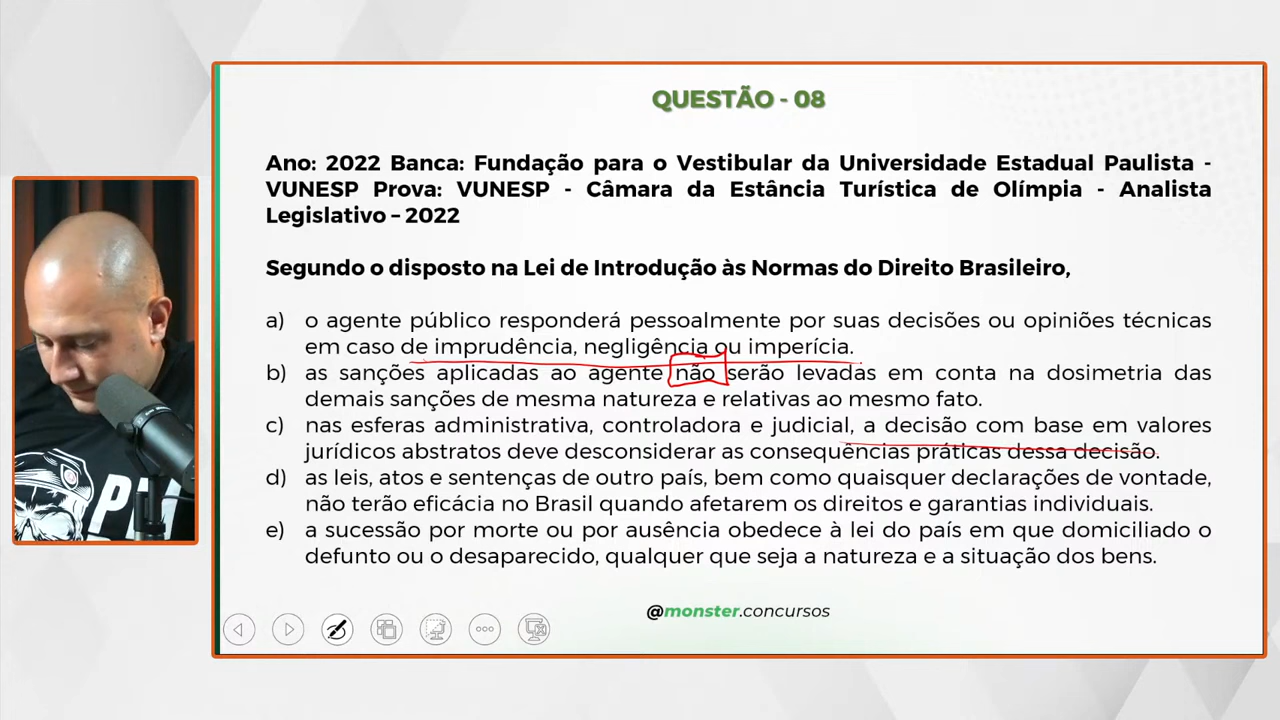 QUESTÃO - 08
Ano: 2022 Banca: Fundação para o Vestibular da Universidade Estadual Paulista -
VUNESP Prova: VUNESP - Câmara da Estância Turística de Olímpia - Analista
Legislativo – 2022
Segundo o disposto na Lei de Introdução às Normas do Direito Brasileiro,
a) o agente público responderá pessoalmente por suas decisões ou opiniões técnicas
em caso de imprudência, negligência ou imperícia.
b) as sanções aplicadas ao agente não serão levadas em conta na dosimetria das
demais sanções de mesma natureza e relativas ao mesmo fato.
c) nas esferas administrativa, controladora e judicial, a decisão com base em valores
jurídicos abstratos deve desconsiderar as consequências práticas dessa decisão.
d) as leis, atos e sentenças de outro país, bem como quaisquer declarações de vontade,
não terão eficácia no Brasil quando afetarem os direitos e garantias individuais.
e) a sucessão por morte ou por ausência obedece à lei do país em que domiciliado o
defunto ou o desaparecido, qualquer que seja a natureza e a situação dos bens.
@monster.concursos